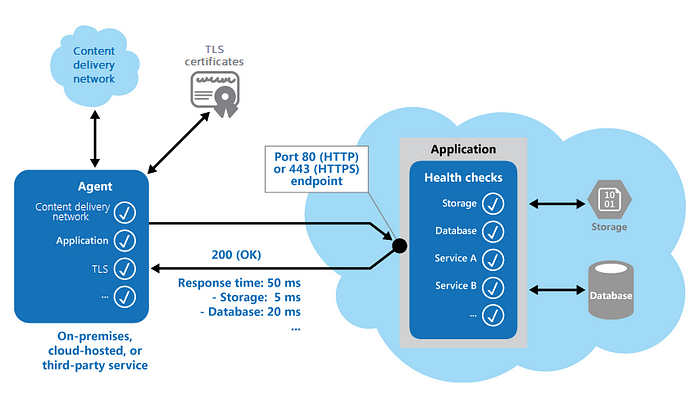 Content
delivery
network
TLS
certificates
Agent
Content delivery
network
Application
TLS
...
On-premises,
cloud-hosted, or
third-party service
Port 80 (HTTP)
or 443 (HTTPS)
endpoint
200 (OK)
Response time: 50 ms
- Storage: 5 ms
- Database: 20 ms
...
Application
Health checks
Storage
Database
Service A
Service B
...
10
01
Storage
Database